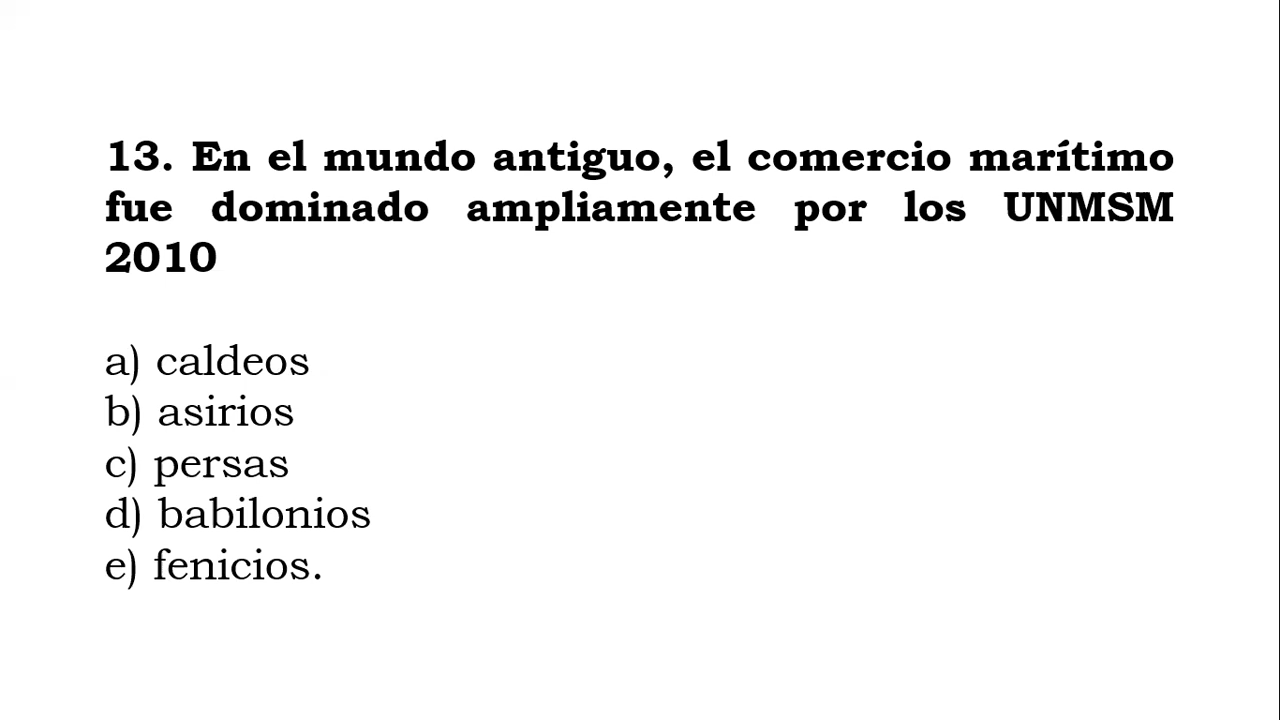 13. En el mundo antiguo, el comercio marítimo
fue dominado ampliamente por los UNMSM
2010
a) caldeos
b) asirios
c) persas
d) babilonios
e) fenicios.